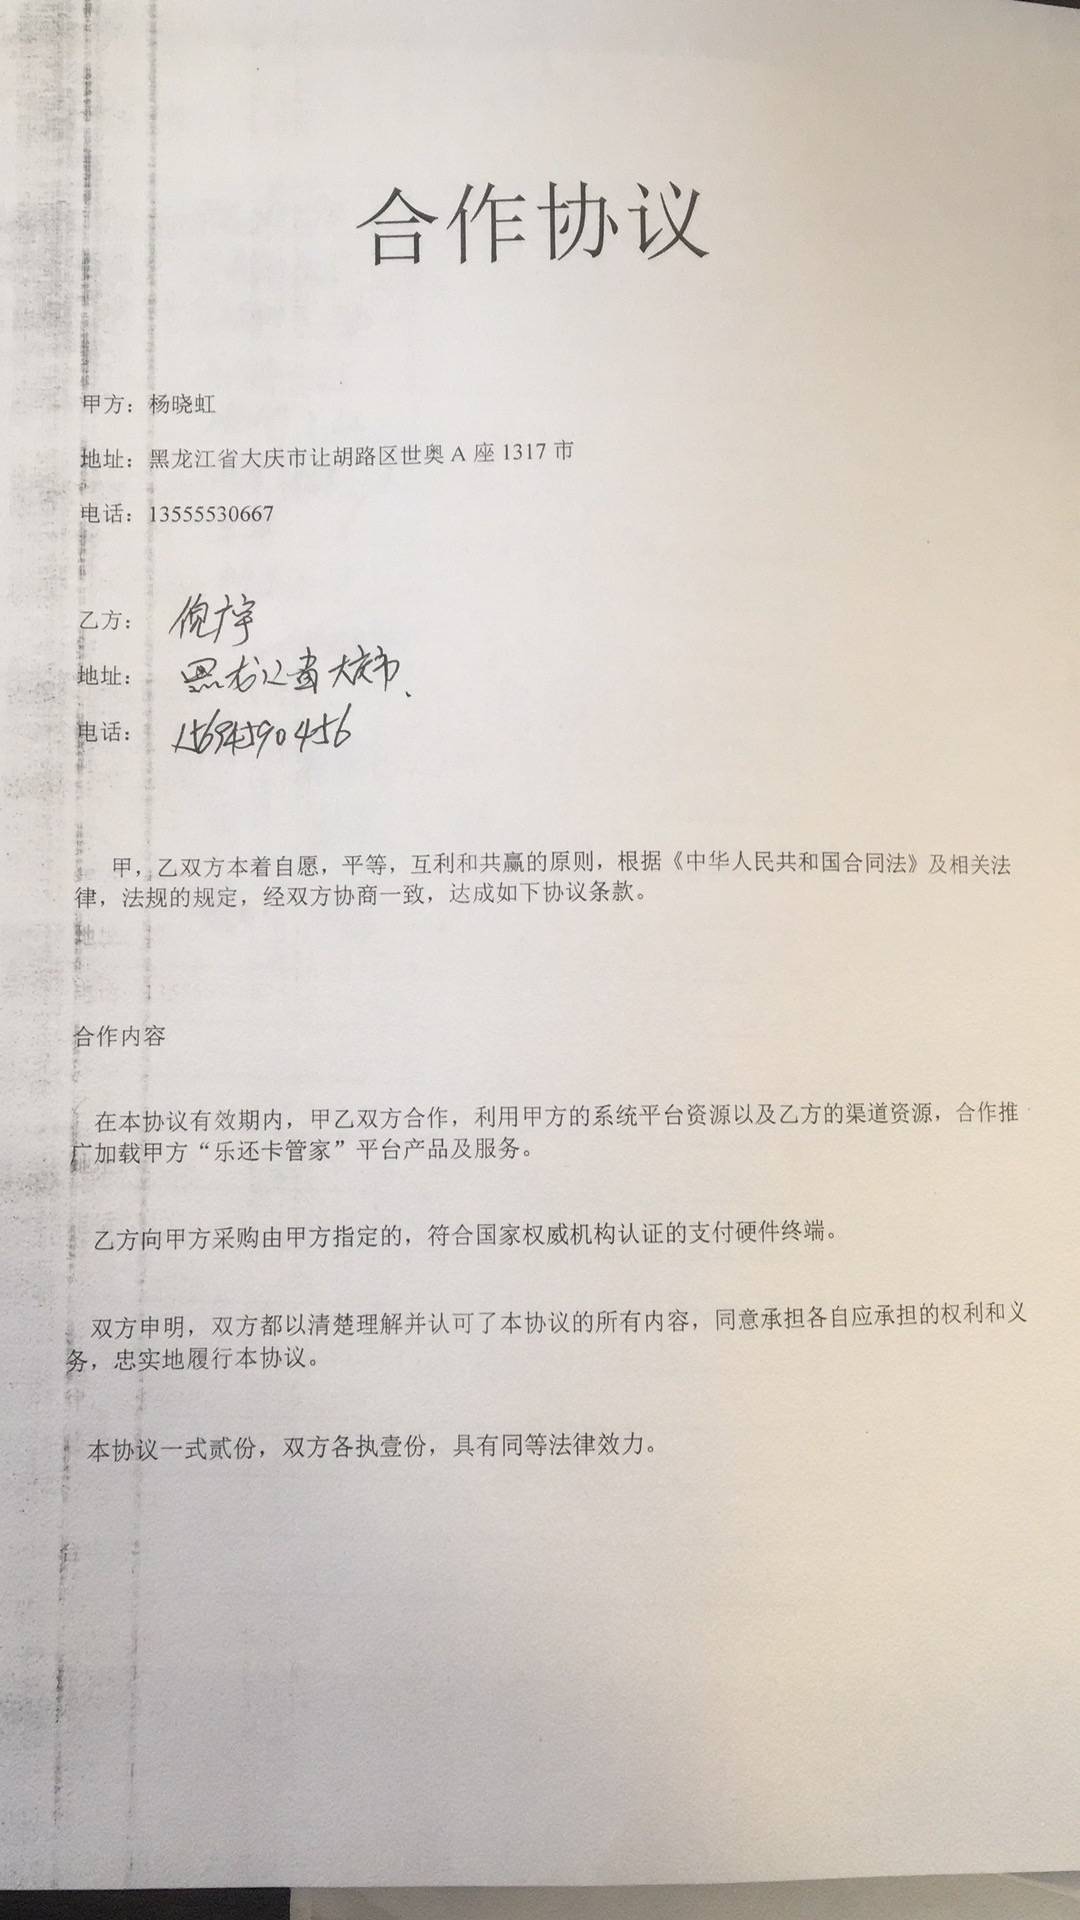 合作协议
甲方：杨晓虹
地址：黑龙江省大庆市让胡路区世奥 A 座 1317 市
电话：13555530667
乙方：倪宇
地址：黑龙江省大庆市、
电话：
甲，乙双方本着自愿，平等，互利和共赢的原则，根据《中华人民共和国合同法》及相关法
律，法规的规定，经双方协商一致，达成如下协议条款。
合作内容
在本协议有效期内，甲乙双方合作，利用甲方的系统平台资源以及乙方的渠道资源，合作推
广加载甲方“乐还卡管家”平台产品及服务。
乙方向甲方采购由甲方指定的，符合国家权威机构认证的支付硬件终端。
双方申明，双方都以清楚理解并认可了本协议的所有内容，同意承担各自应承担的权利和义
务，忠实地履行本协议。
本协议一式贰份，双方各执壹份，具有同等法律效力。